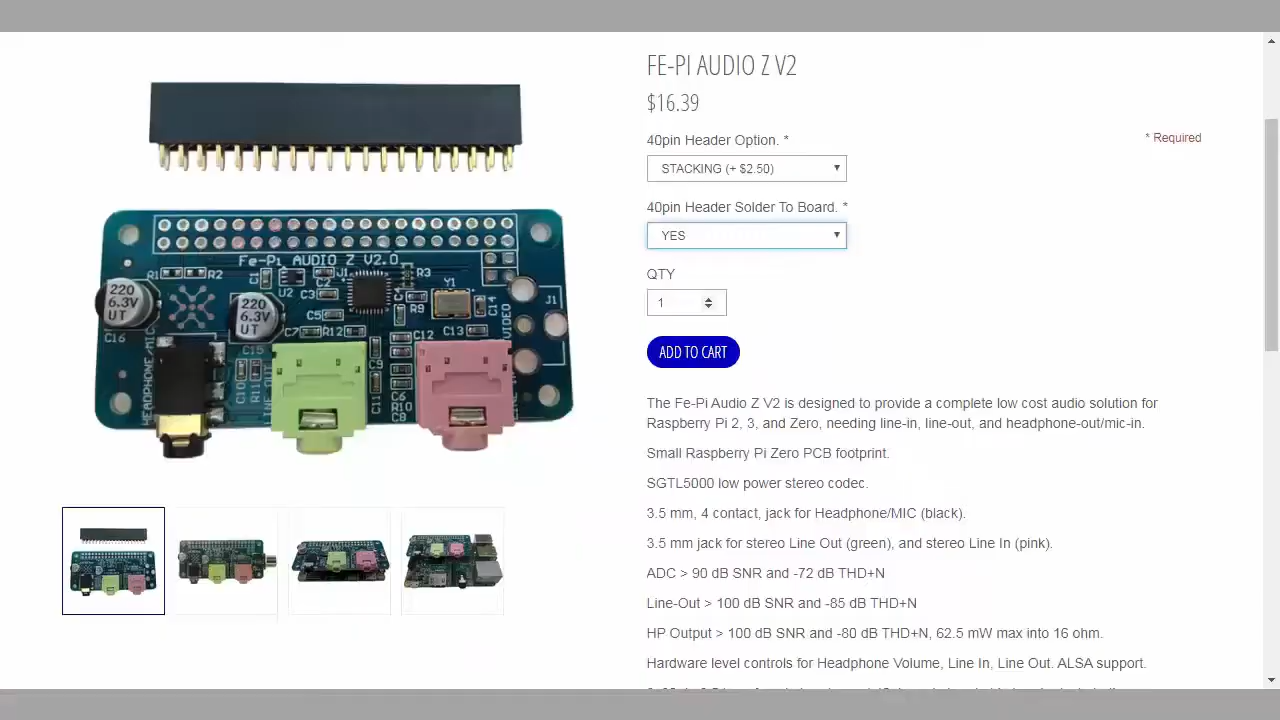 FE-PI AUDIO Z V2
$16.39
40pin Header Option. *
* Required
STACKING (+ $2.50)
40pin Header Solder To Board. *
YES
QTY
1
ADD TO CART
The Fe-Pi Audio Z V2 is designed to provide a complete low cost audio solution for
Raspberry Pi 2, 3, and Zero, needing line-in, line-out, and headphone-out/mic-in.
Small Raspberry Pi Zero PCB footprint.
SGTL5000 low power stereo codec.
3.5 mm, 4 contact, jack for Headphone/MIC (black).
3.5 mm jack for stereo Line Out (green), and stereo Line In (pink).
ADC > 90 dB SNR and -72 dB THD+N
Line-Out > 100 dB SNR and -85 dB THD+N
HP Output > 100 dB SNR and -80 dB THD+N, 62.5 mW max into 16 ohm.
Hardware level controls for Headphone Volume, Line In, Line Out. ALSA support.
Fe-Pi AUDIO Z V2.0
R1
R2
C1
U2
J1
C2
C3
R3
R9
Y1
C14
J1
220
6.3V
UT
C16
220
6.3V
UT
C15
C5
C7
R12
C12
C13
VIDEO
HEADPHONE/MIC
C10
R11
LINE OUT
C9
C11
C6
R10
C8
LINE IN